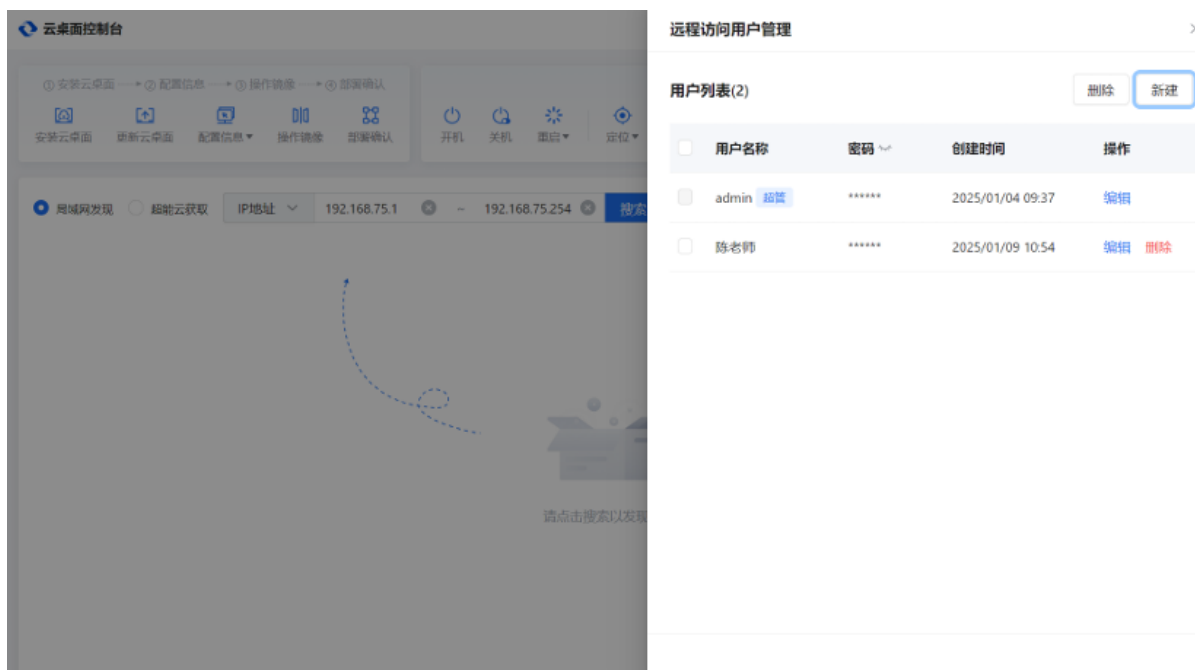 云桌面控制台
① 安装云桌面 → ② 配置信息 → ③ 操作镜像 → ④ 部署确认
安装云桌面 更新云桌面 配置信息 操作镜像 部署确认 开机 关机 重启 定位
局域网发现 超能云获取 IP地址 192.168.75.1 ~ 192.168.75.254 搜索
请点击搜索以发现
远程访问用户管理
用户列表(2) 删除 新建
用户名称 密码 创建时间 操作
admin 超管 ****** 2025/01/04 09:37 编辑
陈老师 ****** 2025/01/09 10:54 编辑 删除